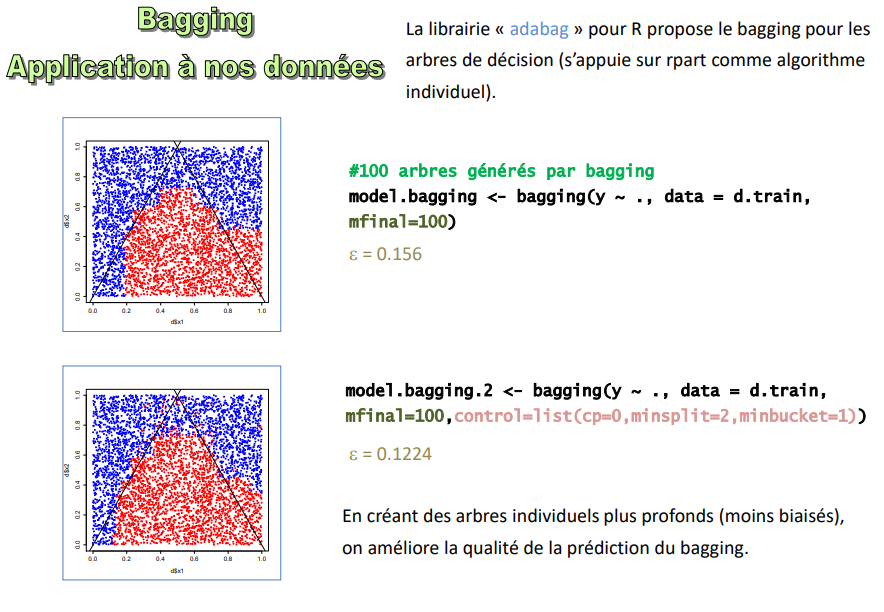 Bagging
Application à nos données
La librairie « adabag » pour R propose le bagging pour les
arbres de décision (s’appuie sur rpart comme algorithme
individuel).
1.0
0.8
0.6
0.4
0.2
0.0
d$x2
0.0 0.2 0.4 0.6 0.8 1.0
d$x1
#100 arbres générés par bagging
model.bagging <- bagging(y ~ ., data = d.train,
mfinal=100)
ε = 0.156
1.0
0.8
0.6
0.4
0.2
0.0
d$x2
0.0 0.2 0.4 0.6 0.8 1.0
d$x1
model.bagging.2 <- bagging(y ~ ., data = d.train,
mfinal=100,control=list(cp=0,minsplit=2,minbucket=1))
ε = 0.1224
En créant des arbres individuels plus profonds (moins biaisés),
on améliore la qualité de la prédiction du bagging.